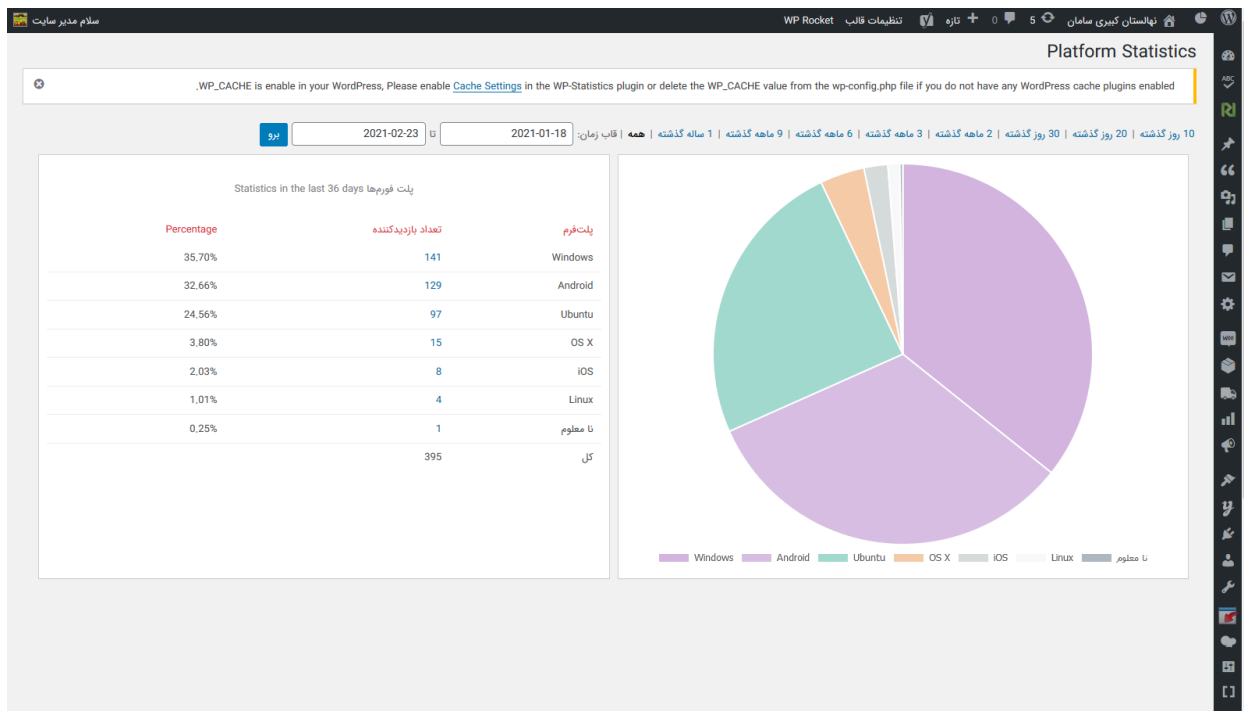 نهالستان کبیری سامان 5 0 تازه تنظیمات قالب WP Rocket سلام مدیر سایت
Platform Statistics
WP_CACHE is enable in your WordPress, Please enable Cache Settings in the WP-Statistics plugin or delete the WP_CACHE value from the wp-config.php file if you do not have any WordPress cache plugins enabled.
10 روز گذشته | 20 روز گذشته | 30 روز گذشته | 2 ماهه گذشته | 3 ماهه گذشته | 6 ماهه گذشته | 9 ماهه گذشته | 1 ساله گذشته | همه | قاب زمان: 2021-01-18 تا 2021-02-23 برو
Windows Android Ubuntu OS X iOS Linux نا معلوم
پلت فورم‌ها Statistics in the last 36 days
پلت‌فرم تعداد بازدیدکننده Percentage
Windows 141 35,70%
Android 129 32,66%
Ubuntu 97 24,56%
OS X 15 3,80%
iOS 8 2,03%
Linux 4 1,01%
نا معلوم 1 0,25%
کل 395